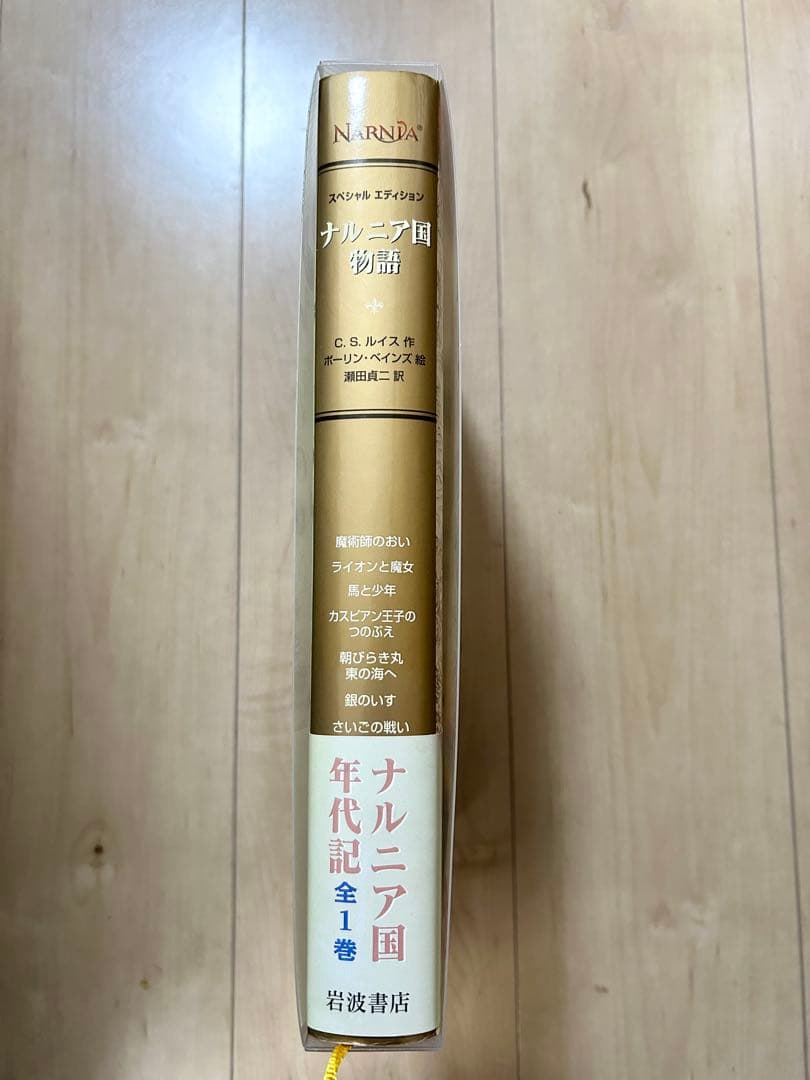 NARNIA®
スペシャル エディション
ナルニア国
物語
C. S. ルイス 作
ポーリン・ベインズ 絵
瀬田貞二 訳
魔術師のおい
ライオンと魔女
馬と少年
カスピアン王子の
つのぶえ
朝びらき丸
東の海へ
銀のいす
さいごの戦い
ナルニア国
年代記全1巻
岩波書店